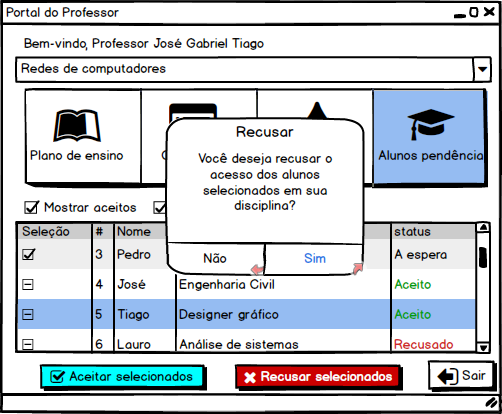 Portal do Professor
Bem-vindo, Professor José Gabriel Tiago
Redes de computadores
Plano de ensino
Alunos pendência
Recusar
Você deseja recusar o
acesso dos alunos
selecionados em sua
disciplina?
Não Sim
Mostrar aceitos
Seleção # Nome status
3 Pedro A espera
4 José Engenharia Civil Aceito
5 Tiago Designer gráfico Aceito
6 Lauro Análise de sistemas Recusado
Aceitar selecionados Recusar selecionados Sair